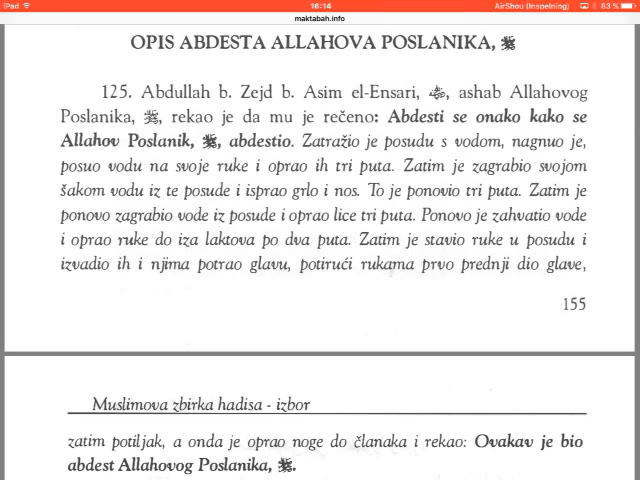 iPad 16:14 AirShou (Inspelning) 83 %
maktabah.info
OPIS ABDESTA ALLAHOVA POSLANIKA, ﷺ
125. Abdullah b. Zejd b. Asim el-Ensari, , ashab Allahovog
Poslanika, ﷺ, rekao je da mu je rečeno: Abdesti se onako kako se
Allahov Poslanik, ﷺ, abdestio. Zatražio je posudu s vodom, nagnuo je,
posuo vodu na svoje ruke i oprao ih tri puta. Zatim je zagrabio svojom
šakom vodu iz te posude i isprao grlo i nos. To je ponovio tri puta. Zatim je
ponovo zagrabio vode iz posude i oprao lice tri puta. Ponovo je zahvatio vode
i oprao ruke do iza laktova po dva puta. Zatim je stavio ruke u posudu i
izvadio ih i njima potrao glavu, potirući rukama prvo prednji dio glave,
155
Muslimova zbirka hadisa - izbor
zatim potiljak, a onda je oprao noge do članaka i rekao: Ovakav je bio
abdest Allahovog Poslanika, ﷺ.